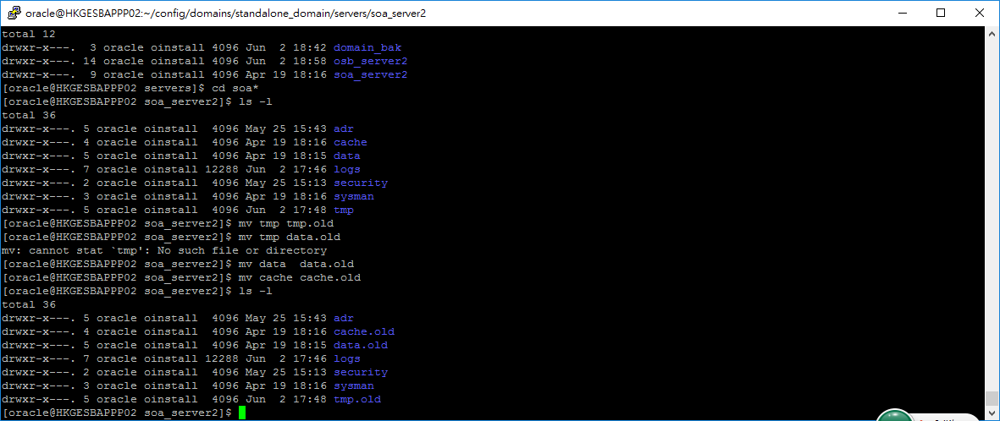 oracle@HKGESBAPPP02:~/config/domains/standalone_domain/servers/soa_server2
total 12
drwxr-x---.  3 oracle oinstall 4096 Jun  2 18:42 domain_bak
drwxr-x---. 14 oracle oinstall 4096 Jun  2 18:58 osb_server2
drwxr-x---.  9 oracle oinstall 4096 Apr 19 18:16 soa_server2
[oracle@HKGESBAPPP02 servers]$ cd soa*
[oracle@HKGESBAPPP02 soa_server2]$ ls -l
total 36
drwxr-x---. 5 oracle oinstall  4096 May 25 15:43 adr
drwxr-x---. 4 oracle oinstall  4096 Apr 19 18:16 cache
drwxr-x---. 5 oracle oinstall  4096 Apr 19 18:15 data
drwxr-x---. 7 oracle oinstall 12288 Jun  2 17:46 logs
drwxr-x---. 2 oracle oinstall  4096 May 25 15:13 security
drwxr-x---. 3 oracle oinstall  4096 Apr 19 18:16 sysman
drwxr-x---. 5 oracle oinstall  4096 Jun  2 17:48 tmp
[oracle@HKGESBAPPP02 soa_server2]$ mv tmp tmp.old
[oracle@HKGESBAPPP02 soa_server2]$ mv tmp data.old
mv: cannot stat `tmp': No such file or directory
[oracle@HKGESBAPPP02 soa_server2]$ mv data  data.old
[oracle@HKGESBAPPP02 soa_server2]$ mv cache cache.old
[oracle@HKGESBAPPP02 soa_server2]$ ls -l
total 36
drwxr-x---. 5 oracle oinstall  4096 May 25 15:43 adr
drwxr-x---. 4 oracle oinstall  4096 Apr 19 18:16 cache.old
drwxr-x---. 5 oracle oinstall  4096 Apr 19 18:15 data.old
drwxr-x---. 7 oracle oinstall 12288 Jun  2 17:46 logs
drwxr-x---. 2 oracle oinstall  4096 May 25 15:13 security
drwxr-x---. 3 oracle oinstall  4096 Apr 19 18:16 sysman
drwxr-x---. 5 oracle oinstall  4096 Jun  2 17:48 tmp.old
[oracle@HKGESBAPPP02 soa_server2]$